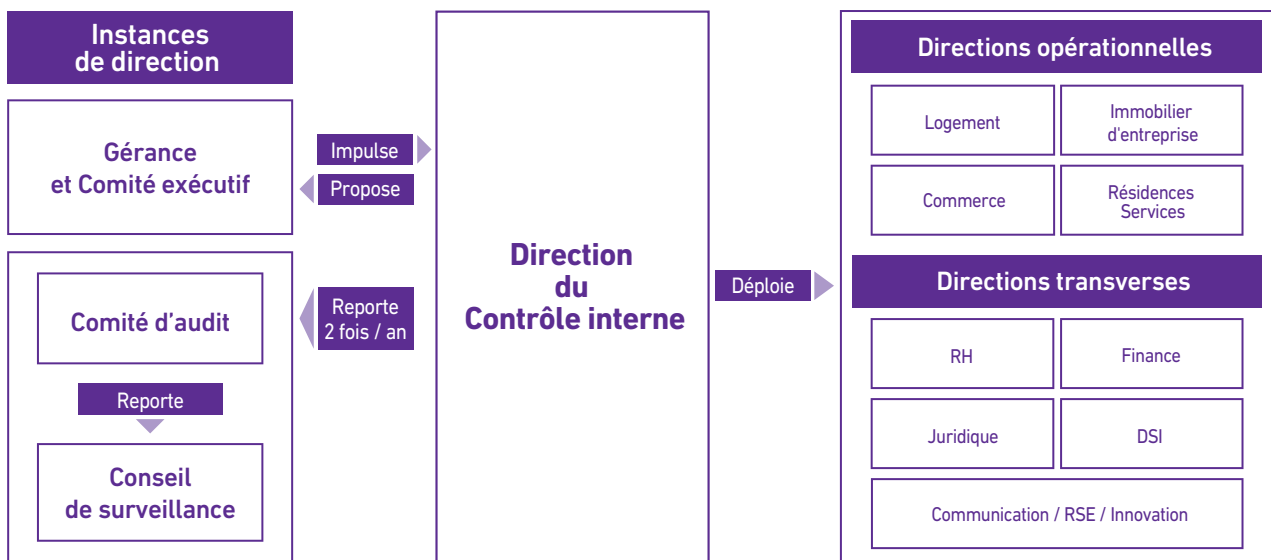 Instances
de direction
Gérance
et Comité exécutif
Impulse
Propose
Comité d’audit
Reporte
2 fois / an
Reporte
Conseil
de surveillance
Direction
du
Contrôle interne
Déploie
Directions opérationnelles
Logement
Immobilier
d'entreprise
Commerce
Résidences
Services
Directions transverses
RH
Finance
Juridique
DSI
Communication / RSE / Innovation